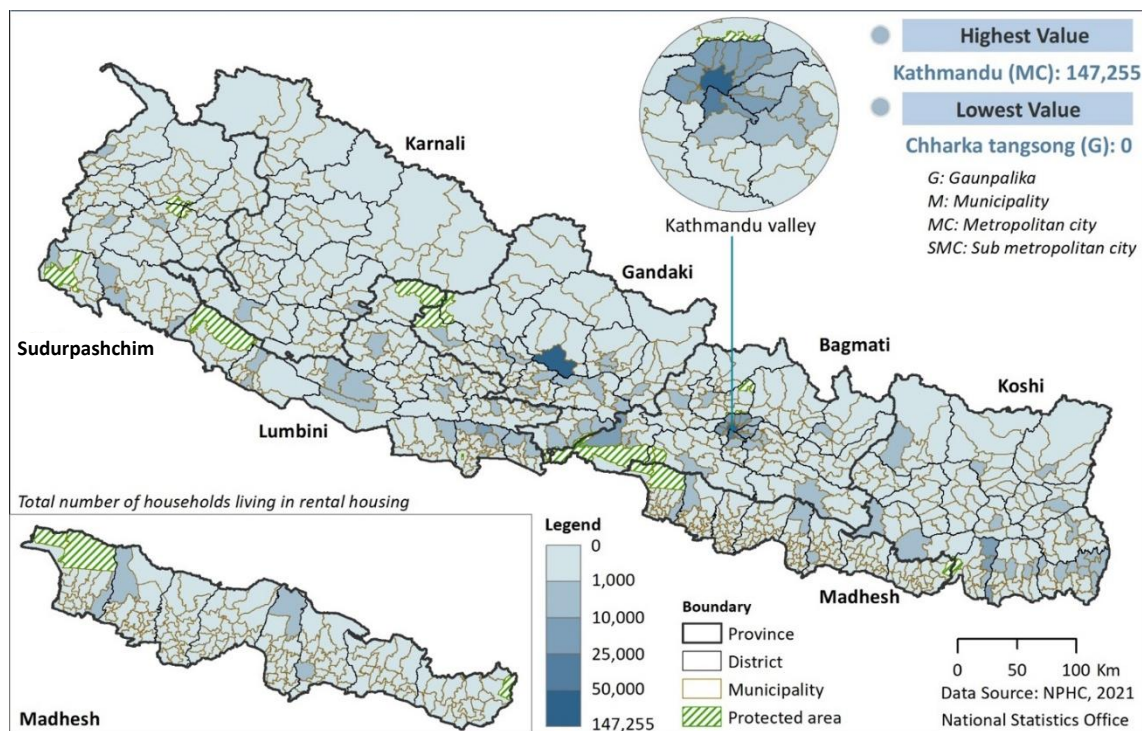 Highest Value
Kathmandu (MC): 147,255
Lowest Value
Chharka tangsong (G): 0
G: Gaunpalika
M: Municipality
MC: Metropolitan city
SMC: Sub metropolitan city
Kathmandu valley
Karnali
Gandaki
Sudurpashchim
Bagmati
Koshi
Lumbini
Madhesh
Total number of households living in rental housing
Madhesh
Legend
0
1,000
10,000
25,000
50,000
147,255
Boundary
Province
District
Municipality
Protected area
0 50 100 Km
Data Source: NPHC, 2021
National Statistics Office